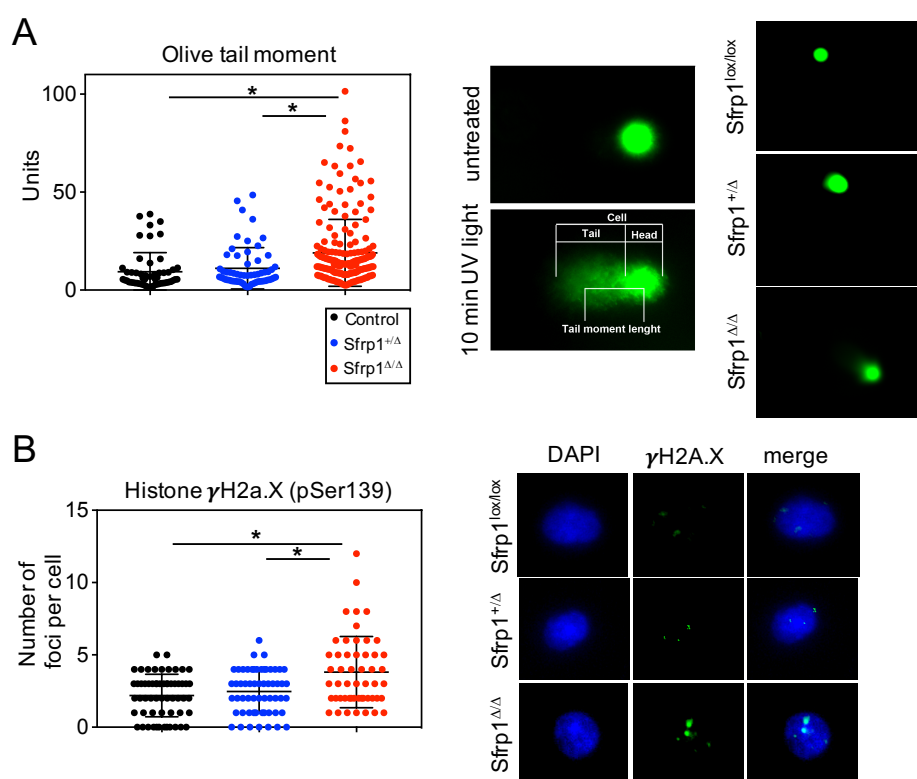 A
Olive tail moment
Units
100
50
0
*
*
Control
Sfrp1+/Δ
Sfrp1Δ/Δ
untreated
10 min UV light
Cell
Tail
Head
Tail moment lenght
Sfrp1lox/lox
Sfrp1+/Δ
Sfrp1Δ/Δ
B
Histone γH2a.X (pSer139)
Number of
foci per cell
15
10
5
0
*
*
DAPI
γH2A.X
merge
Sfrp1lox/lox
Sfrp1+/Δ
Sfrp1Δ/Δ